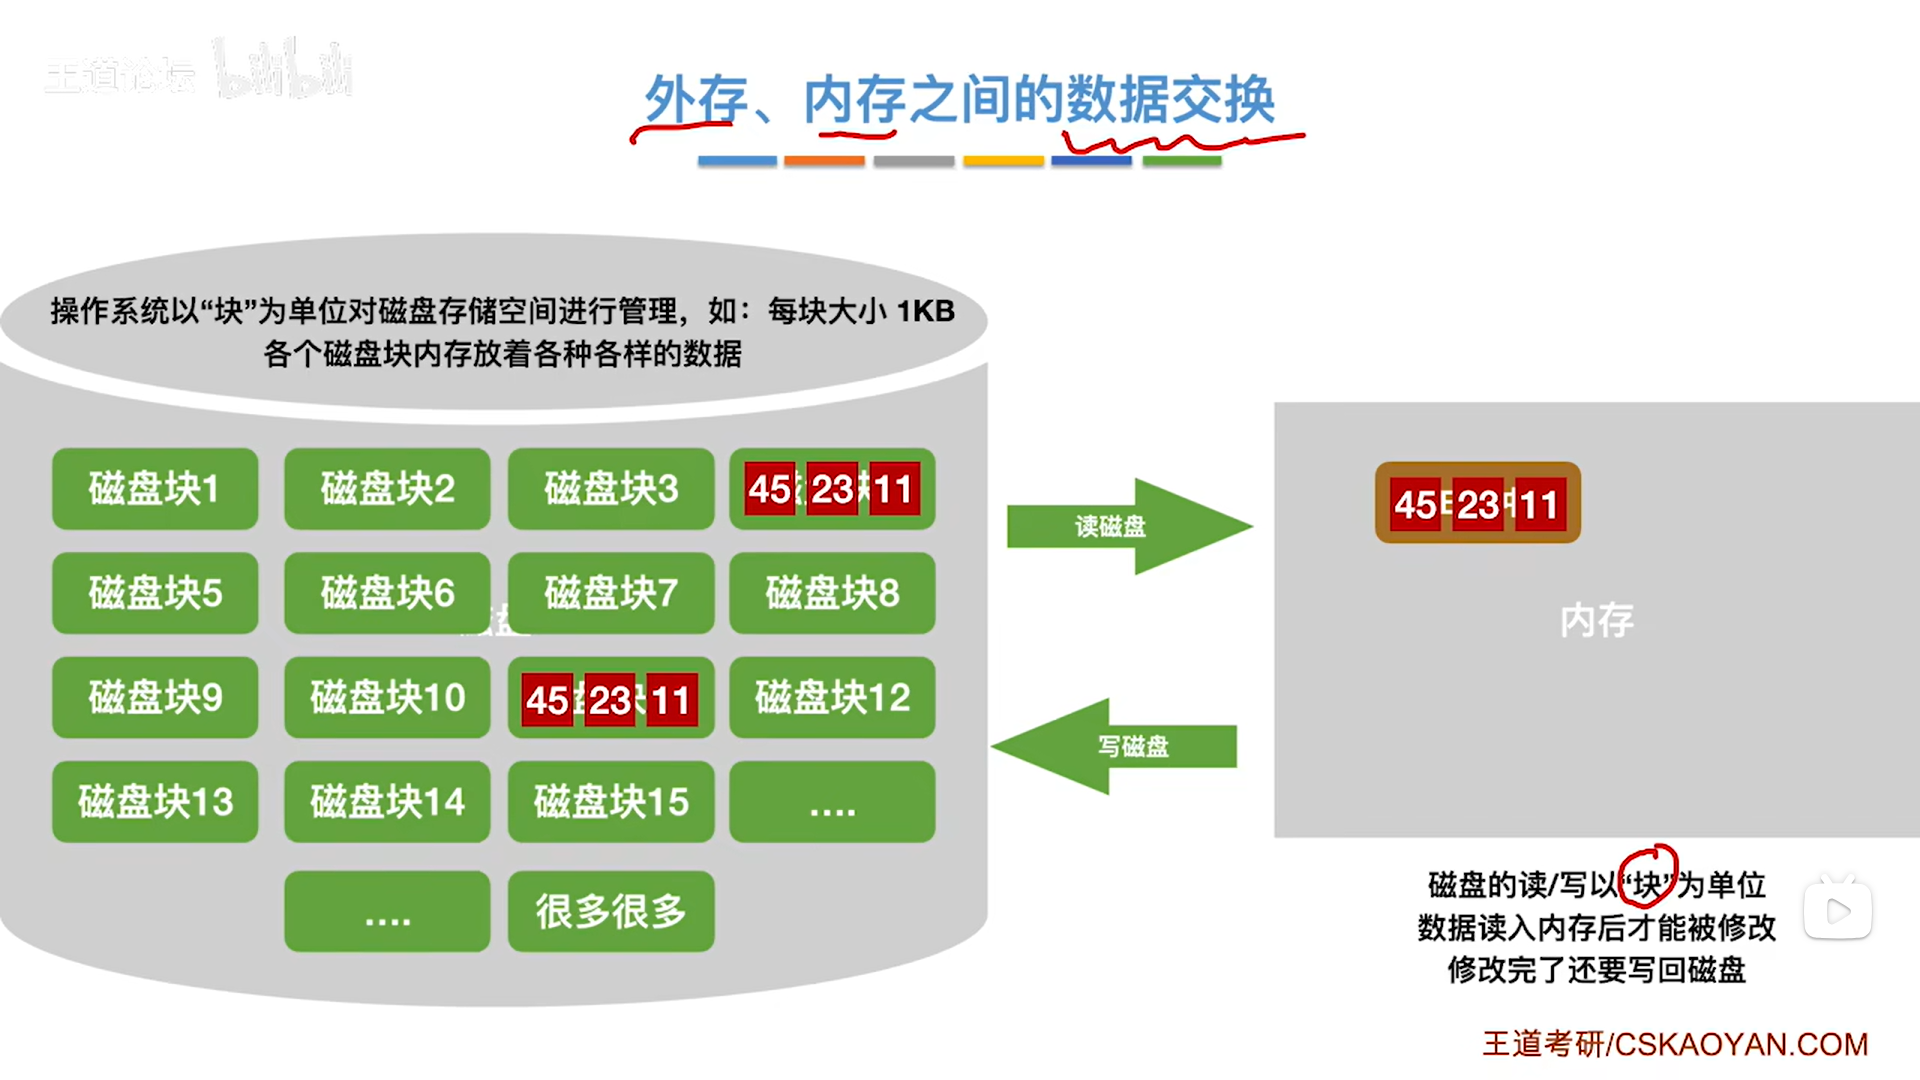 王道论坛 bilibili
外存、内存之间的数据交换
操作系统以“块”为单位对磁盘存储空间进行管理，如：每块大小 1KB
各个磁盘块内存放着各种各样的数据
磁盘块1 磁盘块2 磁盘块3 45 23 11
磁盘块5 磁盘块6 磁盘块7 磁盘块8
磁盘块9 磁盘块10 45 23 11 磁盘块12
磁盘块13 磁盘块14 磁盘块15 ....
.... 很多很多
读磁盘
写磁盘
45 23 11
内存
磁盘的读/写以“块”为单位
数据读入内存后才能被修改
修改完了还要写回磁盘
王道考研/CSKAOYAN.COM